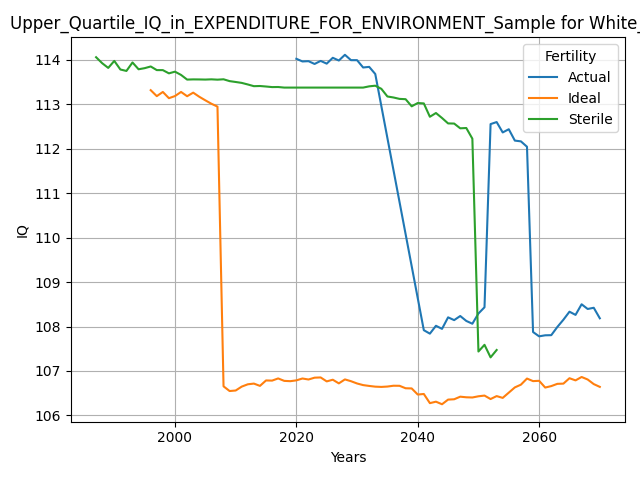 Upper_Quartile_IQ_in_EXPENDITURE_FOR_ENVIRONMENT_Sample for White_
Fertility
Actual
Ideal
Sterile
114
113
112
111
110
109
108
107
106
IQ
2000
2020
2040
2060
Years